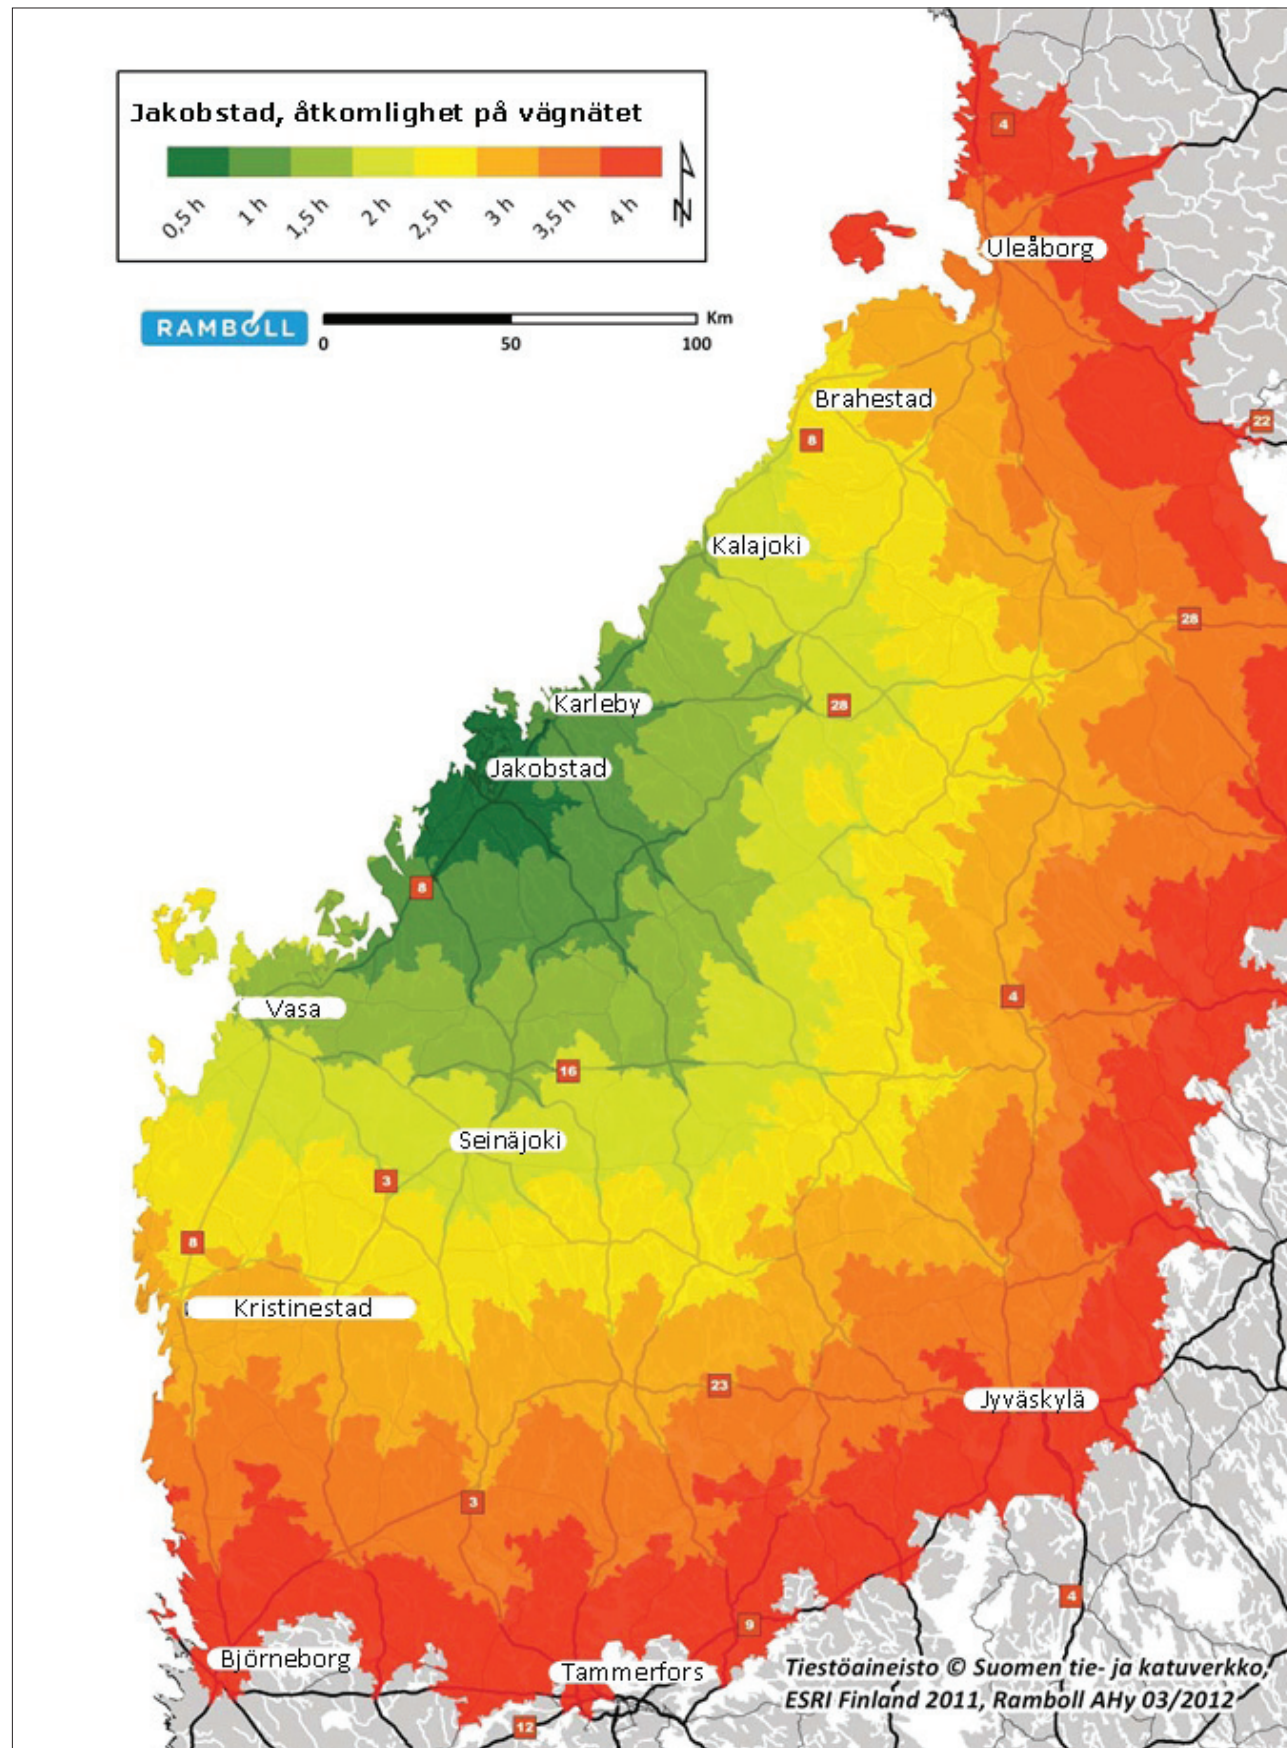 Jakobstad, åtkomlighet på vägnätet
0,5 h 1 h 1,5 h 2 h 2,5 h 3 h 3,5 h 4 h
N
RAMBOLL
Km
0 50 100
4
Uleåborg
Brahestad
22
8
Kalajoki
28
Karleby
28
Jakobstad
8
4
Vasa
16
Seinäjoki
3
8
Kristinestad
23
Jyväskylä
3
4
9
Björneborg
Tammerfors
Tiestöaineisto © Suomen tie- ja katuverkko,
ESRI Finland 2011, Ramboll AHy 03/2012
12